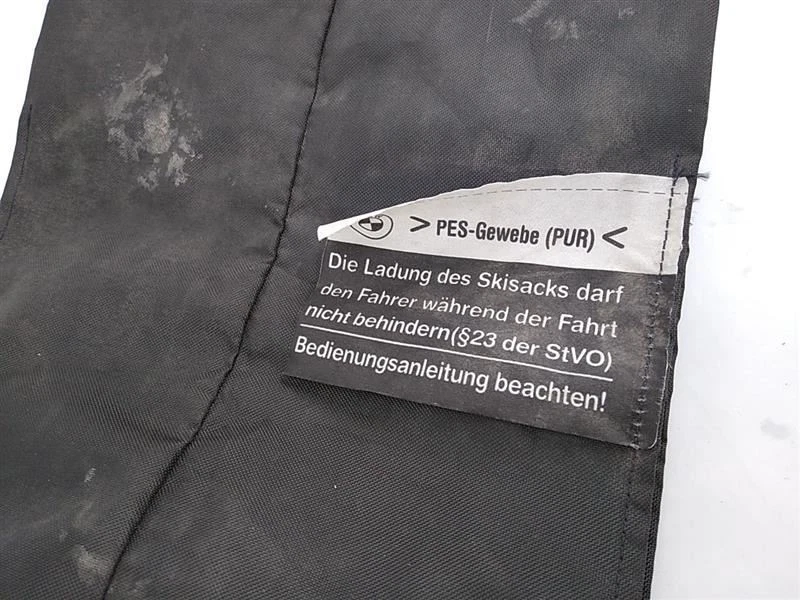 > PES-Gewebe (PUR) <
Die Ladung des Skisacks darf
den Fahrer während der Fahrt
nicht behindern (§23 der StVO)
Bedienungsanleitung beachten!